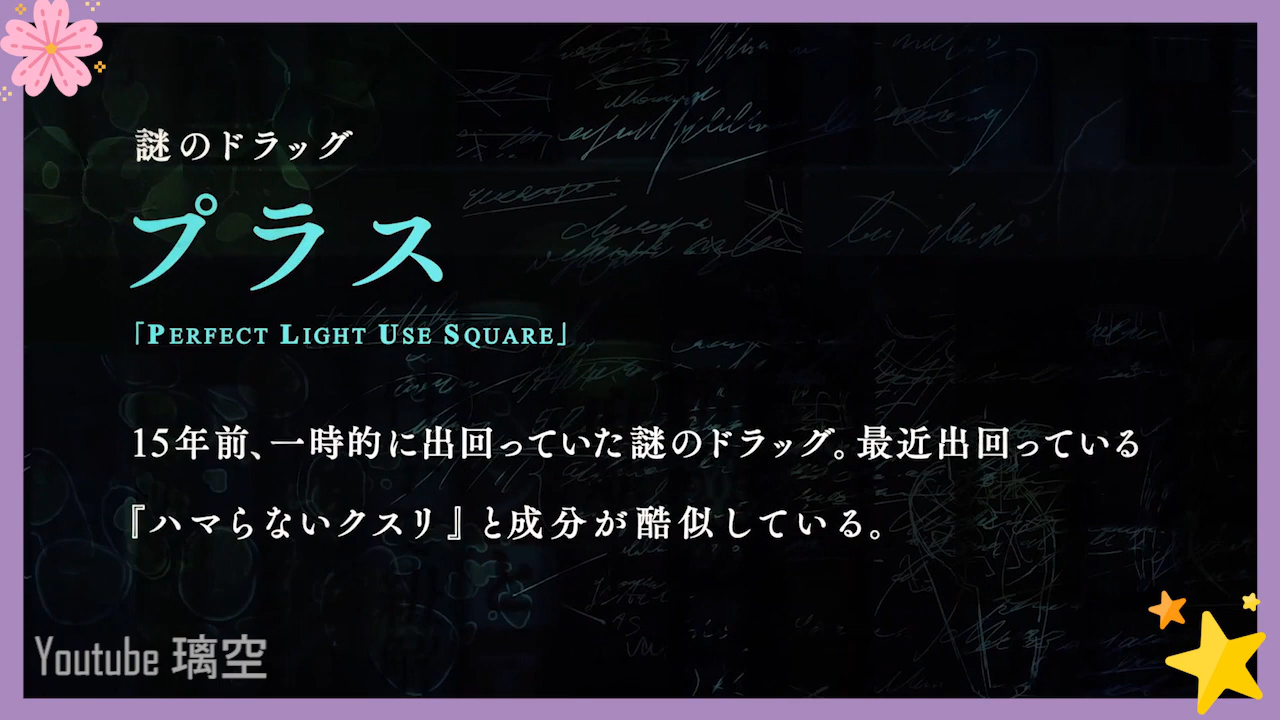 謎のドラッグ
プラス
「PERFECT LIGHT USE SQUARE」
15年前、一時的に出回っていた謎のドラッグ。最近出回っている
『ハマらないクスリ』と成分が酷似している。
Youtube 璃空